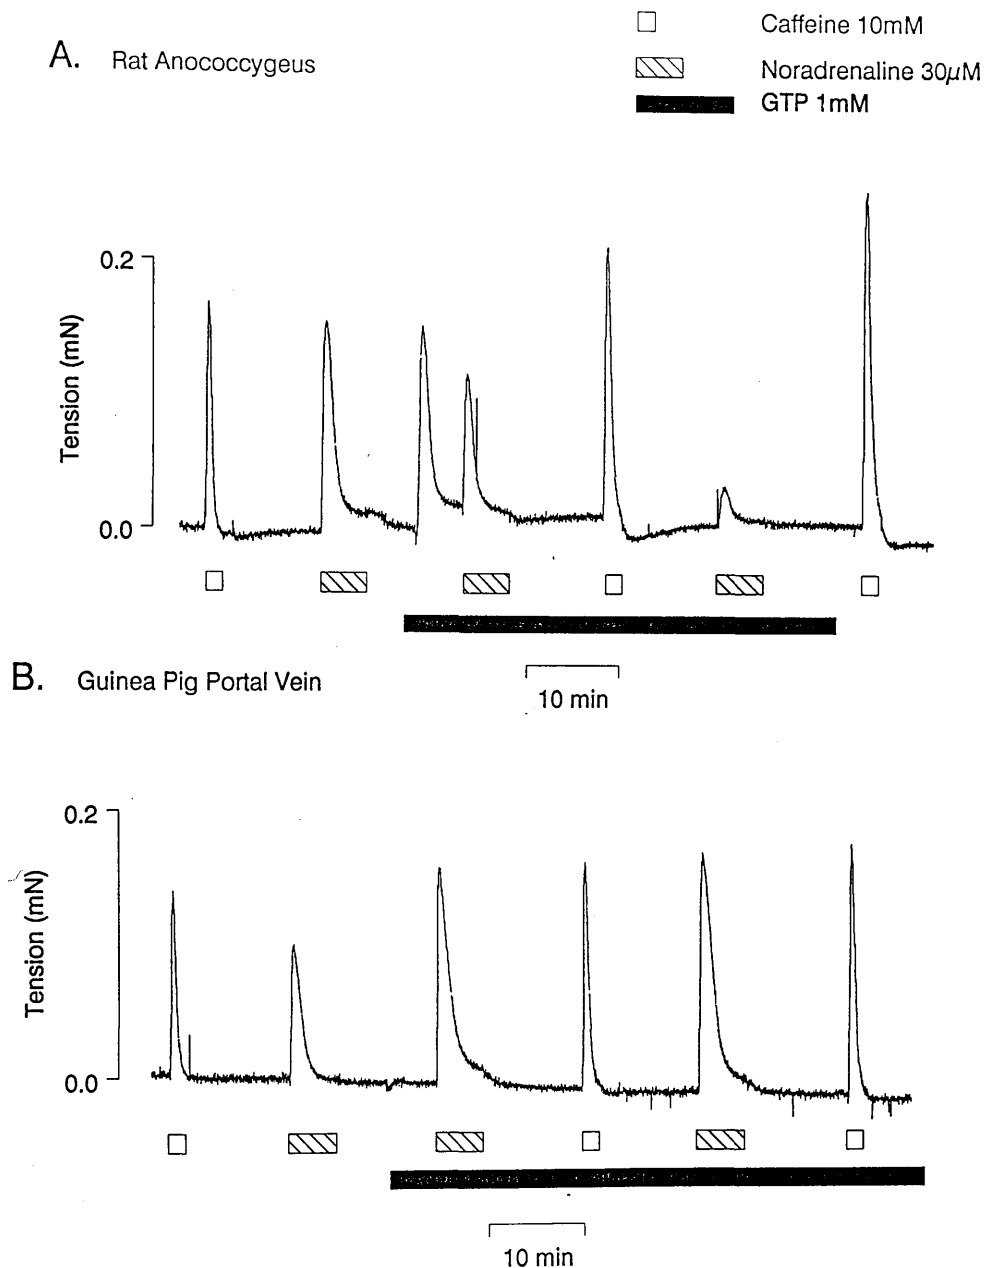 A. Rat Anococcygeus
Caffeine 10mM
Noradrenaline 30µM
GTP 1mM
0.2
Tension (mN)
0.0
10 min
B. Guinea Pig Portal Vein
0.2
Tension (mN)
0.0
10 min